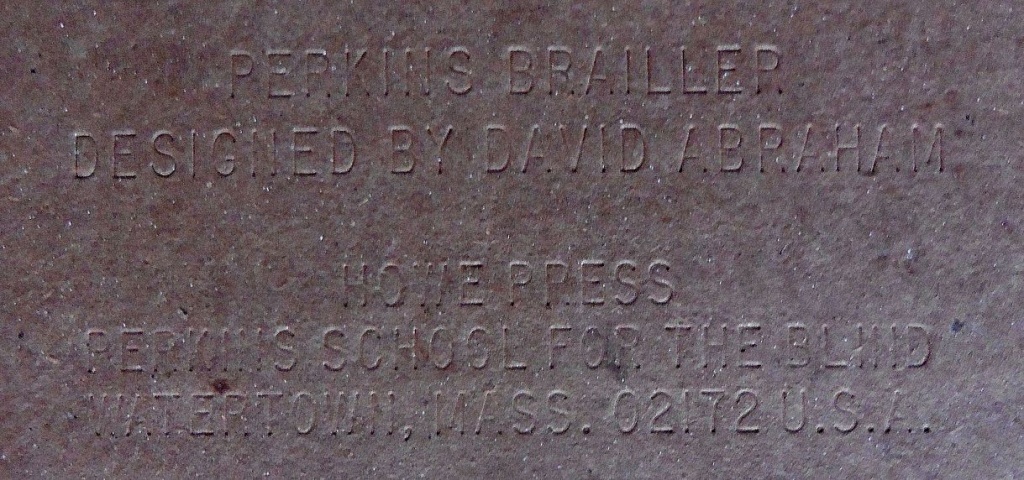 PERKINS BRAILLER
DESIGNED BY DAVID ABRAHAM
HOWE PRESS
PERKINS SCHOOL FOR THE BLIND
WATERTOWN, MASS. 02172 U.S.A.